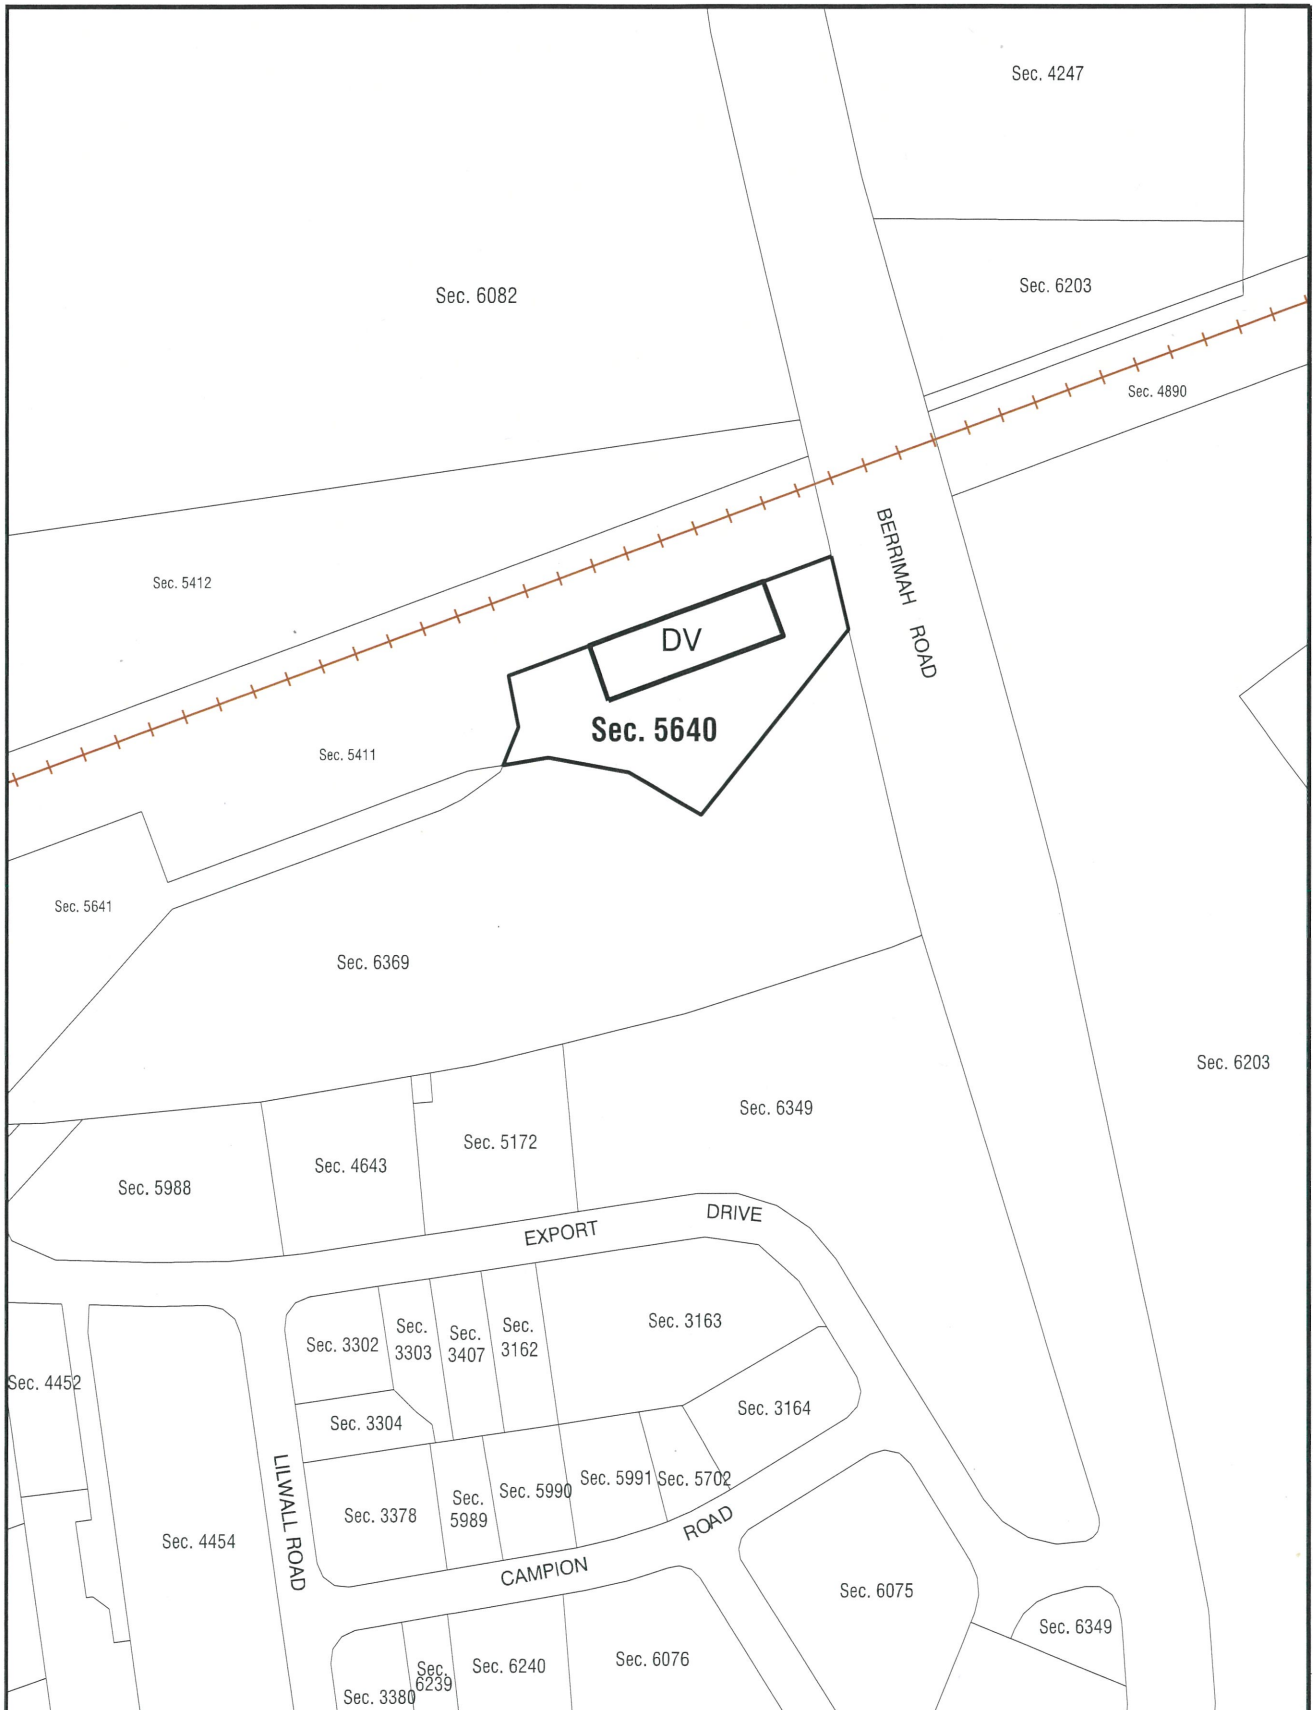 Sec. 4247
Sec. 6082
Sec. 6203
Sec. 4890
BERRIMAH ROAD
Sec. 5412
DV
Sec. 5640
Sec. 5411
Sec. 5641
Sec. 6369
Sec. 6203
Sec. 6349
Sec. 5172
Sec. 4643
Sec. 5988
EXPORT DRIVE
Sec. 3302
Sec.
3303
Sec.
3407
Sec.
3162
Sec. 3163
Sec. 4452
Sec. 3304
Sec. 3164
LILWALL ROAD
Sec. 3378
Sec.
5989
Sec. 5990
Sec. 5991
Sec. 5702
Sec. 4454
CAMPION ROAD
Sec. 6075
Sec. 6349
Sec. 3380
Sec.
6239
Sec. 6240
Sec. 6076